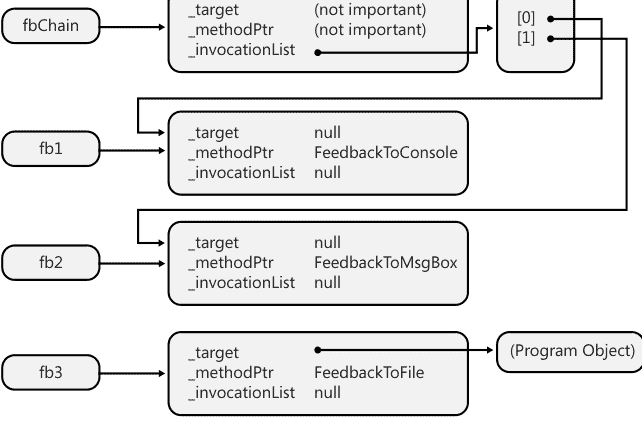 _target (not important)
fbChain _methodPtr (not important) [0]
_invocationList [1]
_target null
fb1 _methodPtr FeedbackToConsole
_invocationList null
_target null
fb2 _methodPtr FeedbackToMsgBox
_invocationList null
_target (Program Object)
fb3 _methodPtr FeedbackToFile
_invocationList null